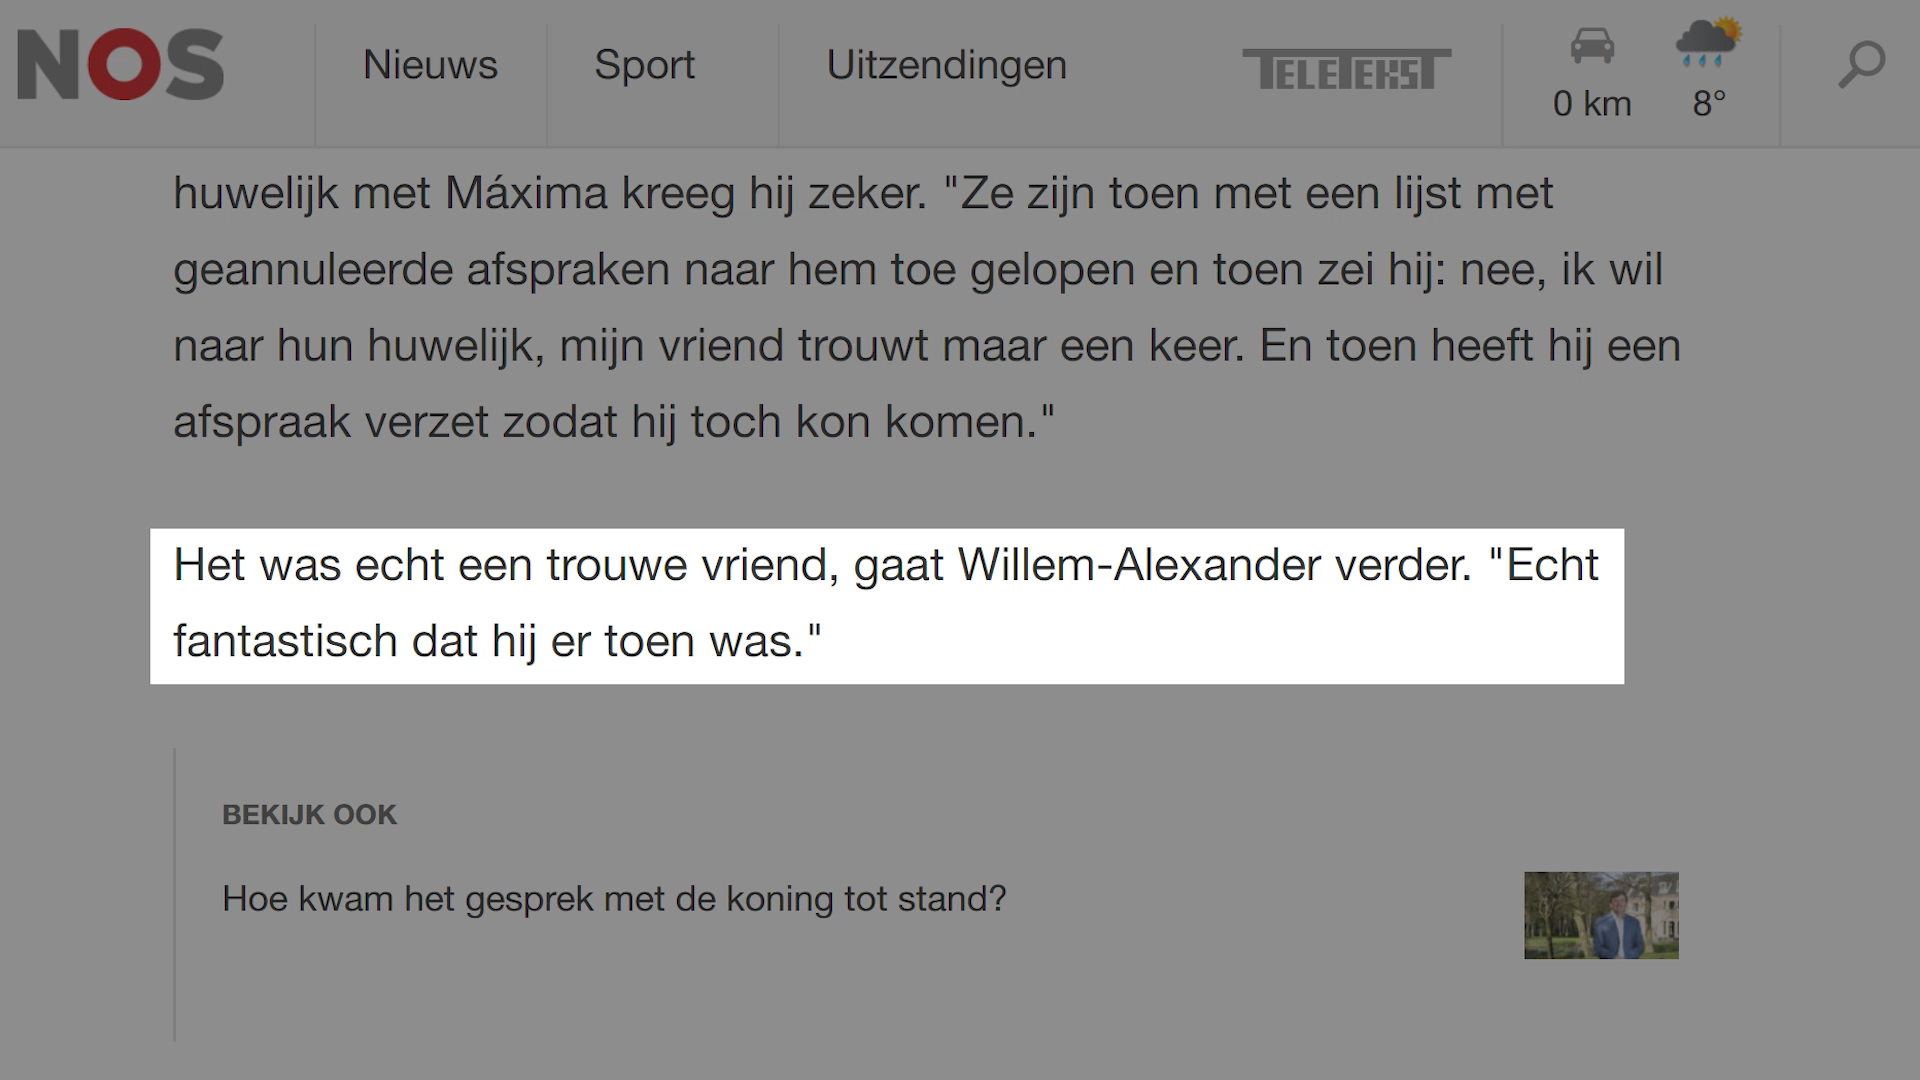 NOS
Nieuws
Sport
Uitzendingen
TELETEKST
0 km
8°
huwelijk met Máxima kreeg hij zeker. "Ze zijn toen met een lijst met
geannuleerde afspraken naar hem toe gelopen en toen zei hij: nee, ik wil
naar hun huwelijk, mijn vriend trouwt maar een keer. En toen heeft hij een
afspraak verzet zodat hij toch kon komen."
Het was echt een trouwe vriend, gaat Willem-Alexander verder. "Echt
fantastisch dat hij er toen was."
BEKIJK OOK
Hoe kwam het gesprek met de koning tot stand?